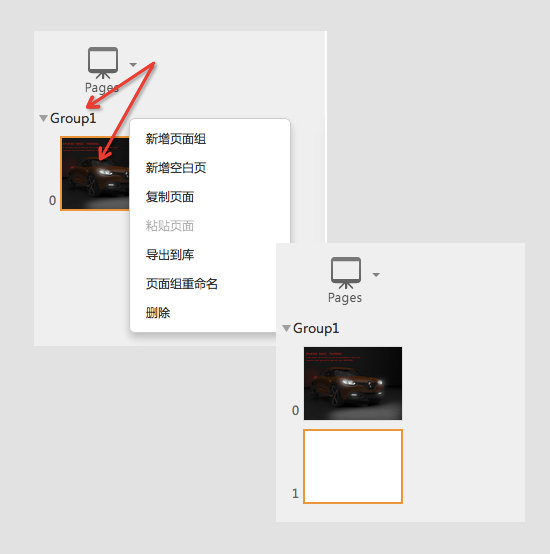 Pages
Group1
0
新增页面组
新增空白页
复制页面
粘贴页面
导出到库
页面组重命名
删除
Pages
Group1
0
1